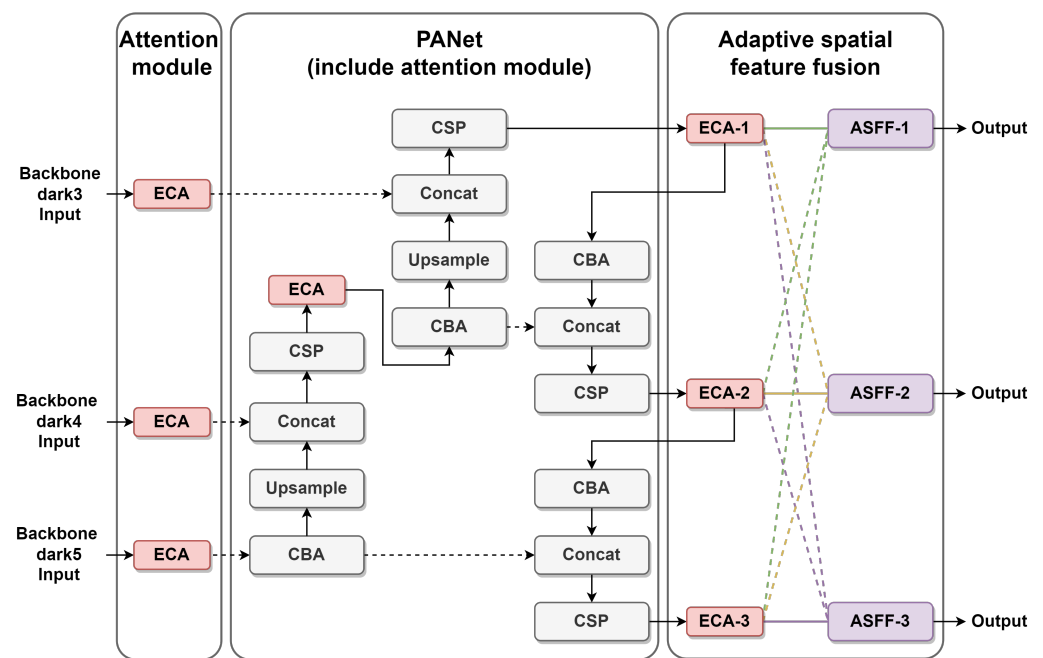 Attention
module
PANet
(include attention module)
Adaptive spatial
feature fusion
Backbone
dark3
Input
ECA
CSP
Concat
Upsample
CBA
ECA
CSP
Backbone
dark4
Input
ECA
Concat
Upsample
Backbone
dark5
Input
ECA
CBA
CBA
Concat
CSP
CBA
Concat
CSP
ECA-1
ASFF-1
Output
ECA-2
ASFF-2
Output
ECA-3
ASFF-3
Output